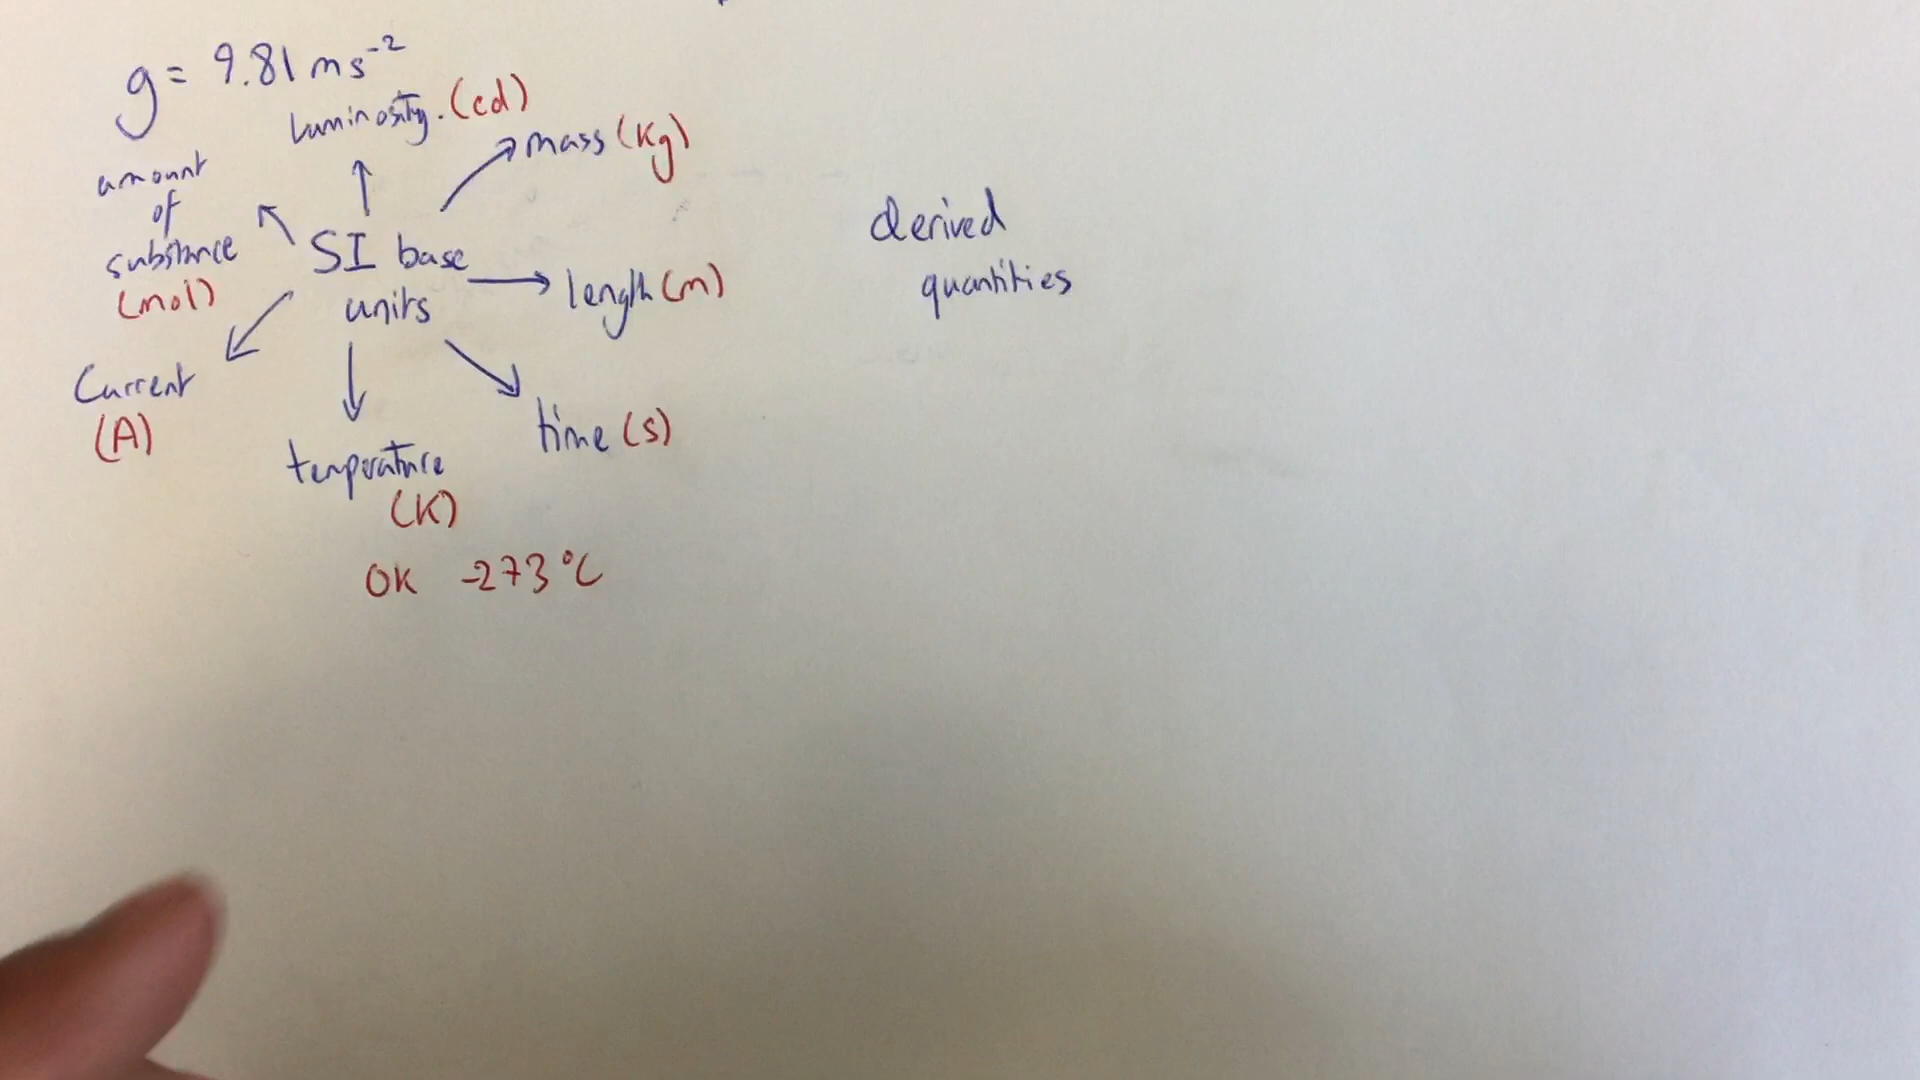 g = 9.81 ms⁻²
luminosity. (cd)
mass (Kg)
amount
of
substance
(mol)
SI base
units
length (m)
derived
quantities
Current
(A)
time (s)
temperature
(K)
0K -273°C